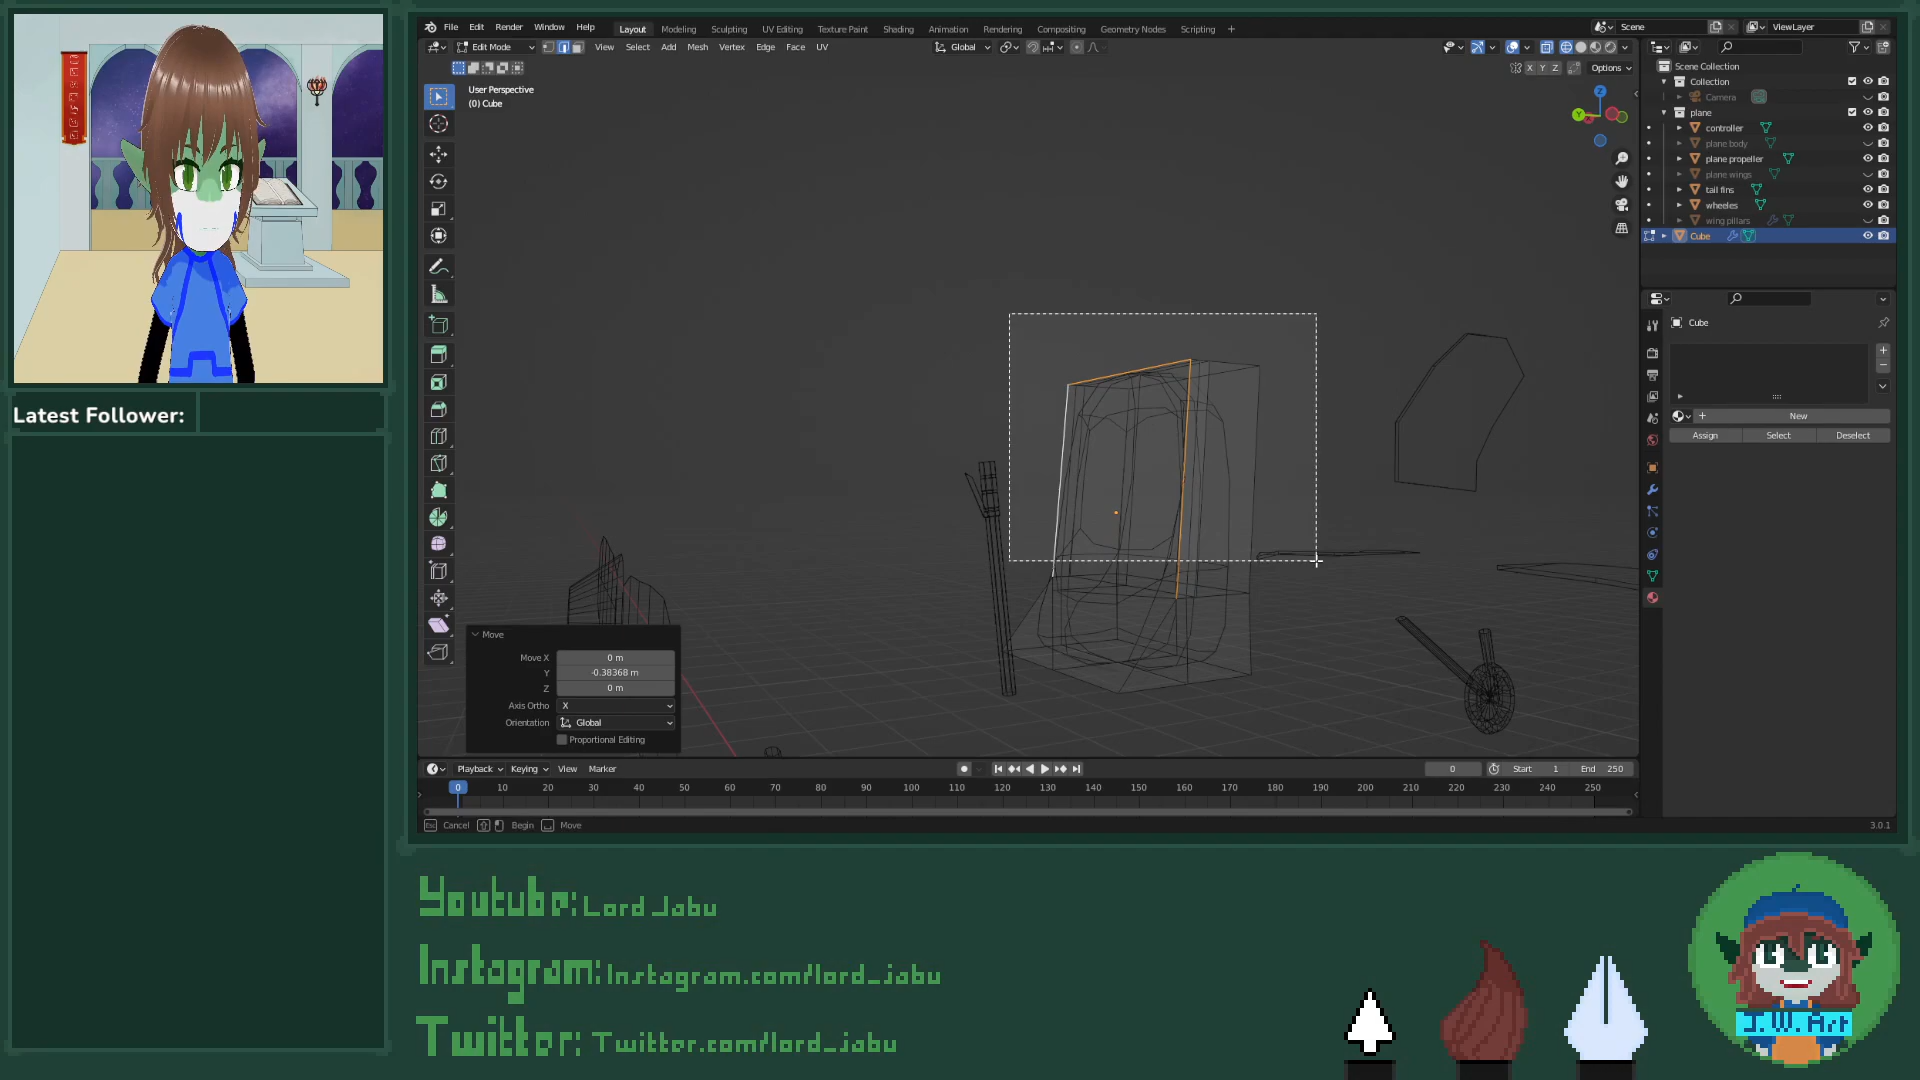 File Edit Render Window Help Layout Modeling Sculpting UV Editing Texture Paint Shading Animation Rendering Compositing Geometry Nodes Scripting + Scene ViewLayer
Edit Mode View Select Add Mesh Vertex Edge Face UV Global
X Y Z Options
User Perspective
(0) Cube
Z
Y
Scene Collection
Collection
Camera
plane
controller
plane body
plane propeller
plane wings
tail fins
wheeles
wing pillars
Cube
Cube
New
Assign Select Deselect
Latest Follower:
Move
Move X 0 m
Y -0.38368 m
Z 0 m
Axis Ortho X
Orientation Global
Proportional Editing
Playback Keying View Marker 0 Start 1 End 250
0 10 20 30 40 50 60 70 80 90 100 110 120 130 140 150 160 170 180 190 200 210 220 230 240 250
Esc Cancel Begin Move 3.0.1
Youtube: Lord Jabu
Instagram: Instagram.com/lord_jabu
Twitter: Twitter.com/lord_jabu
J.W. Art